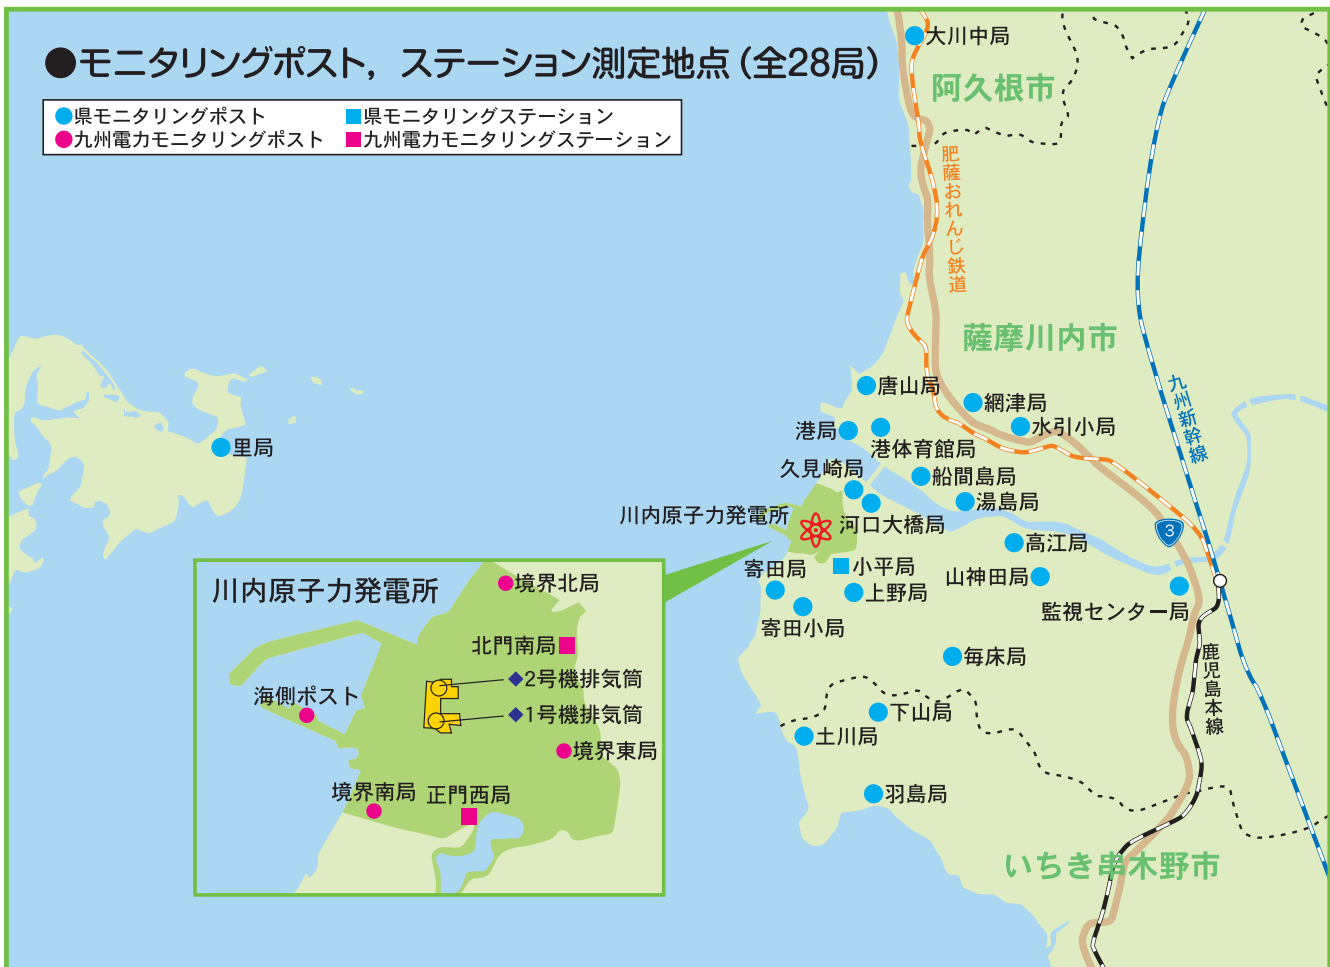 ●モニタリングポスト，ステーション測定地点（全28局）
県モニタリングポスト
県モニタリングステーション
九州電力モニタリングポスト
九州電力モニタリングステーション
大川中局
阿久根市
肥薩おれんじ鉄道
薩摩川内市
九州新幹線
唐山局
網津局
港局
水引小局
港体育館局
里局
久見崎局
船間島局
湯島局
川内原子力発電所
河口大橋局
3
高江局
寄田局
小平局
山神田局
上野局
監視センター局
寄田小局
毎床局
鹿児島本線
下山局
土川局
羽島局
いちき串木野市
川内原子力発電所
境界北局
北門南局
2号機排気筒
海側ポスト
1号機排気筒
境界東局
境界南局
正門西局